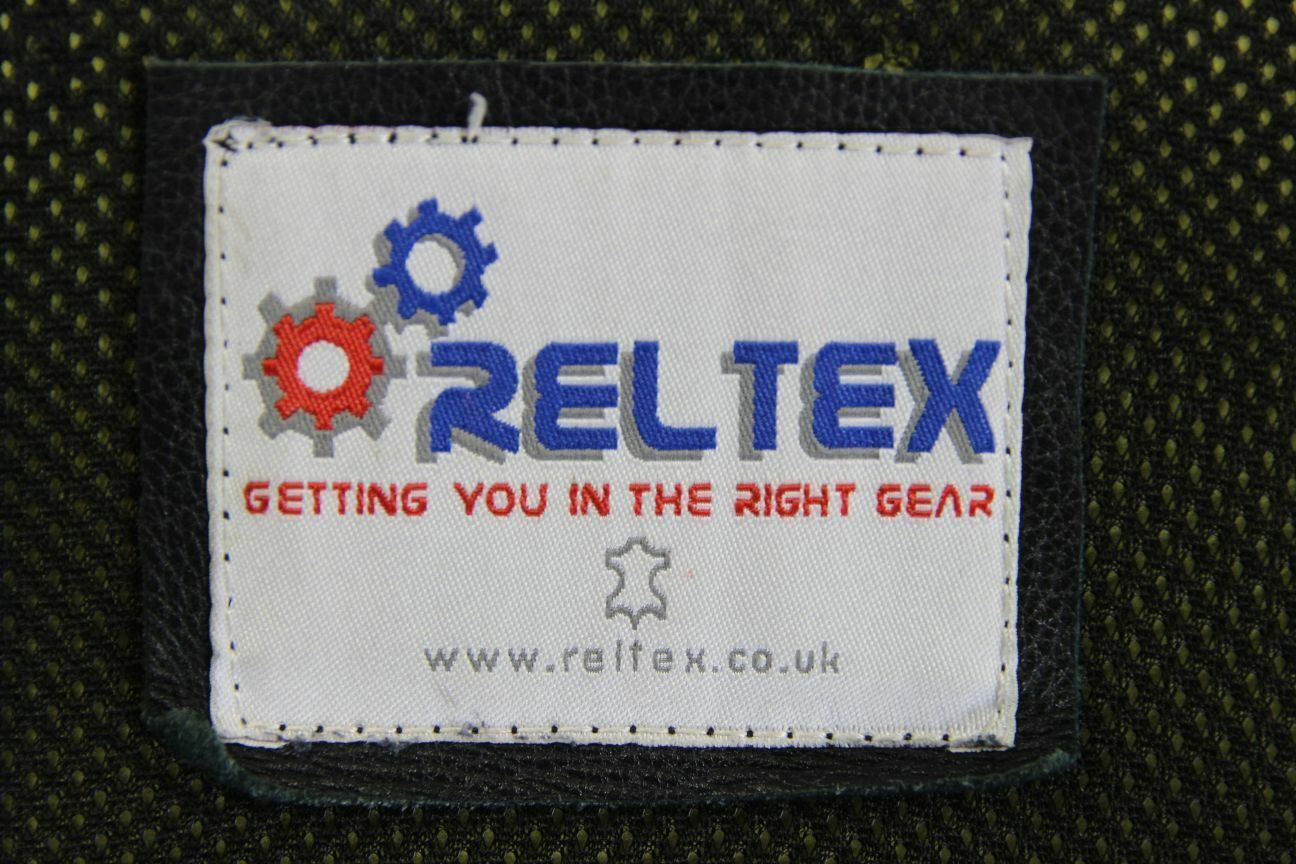 RELTEX
GETTING YOU IN THE RIGHT GEAR
www.reltex.co.uk